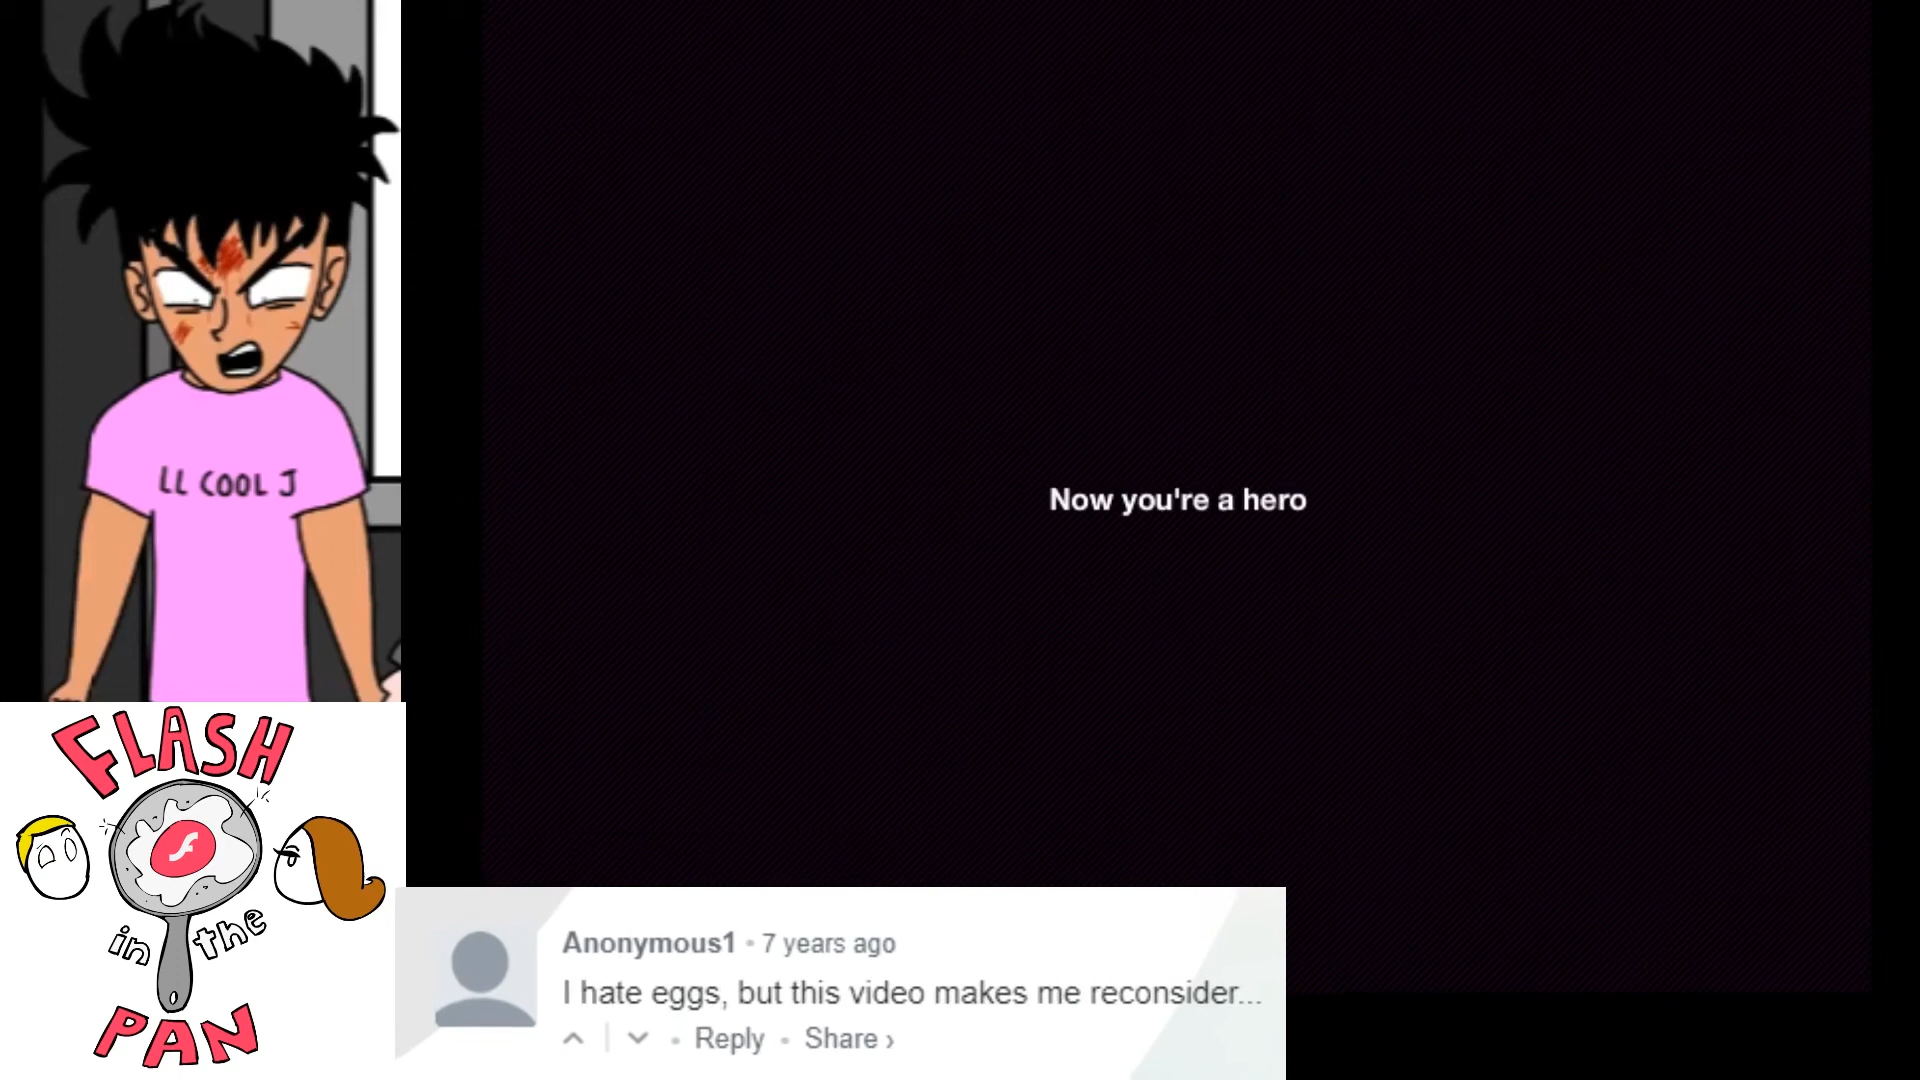 LL COOL J
Now you're a hero
FLASH
in the
PAN
Anonymous1 • 7 years ago
I hate eggs, but this video makes me reconsider...
• Reply • Share ›